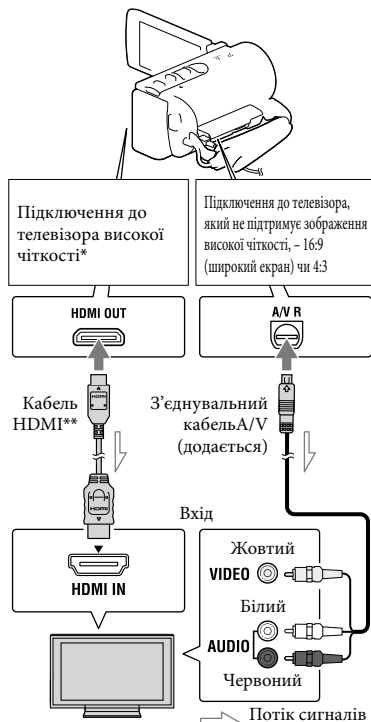 Підключення до
телевізора високої
чіткості*
Підключення до телевізора,
який не підтримує зображення
високої чіткості, – 16:9
(широкий екран) чи 4:3
HDMI OUT
A/V R
Кабель
HDMI**
З’єднувальний
кабельA/V
(додається)
Вхід
HDMI IN
Жовтий
VIDEO
Білий
AUDIO
Червоний
Потік сигналів